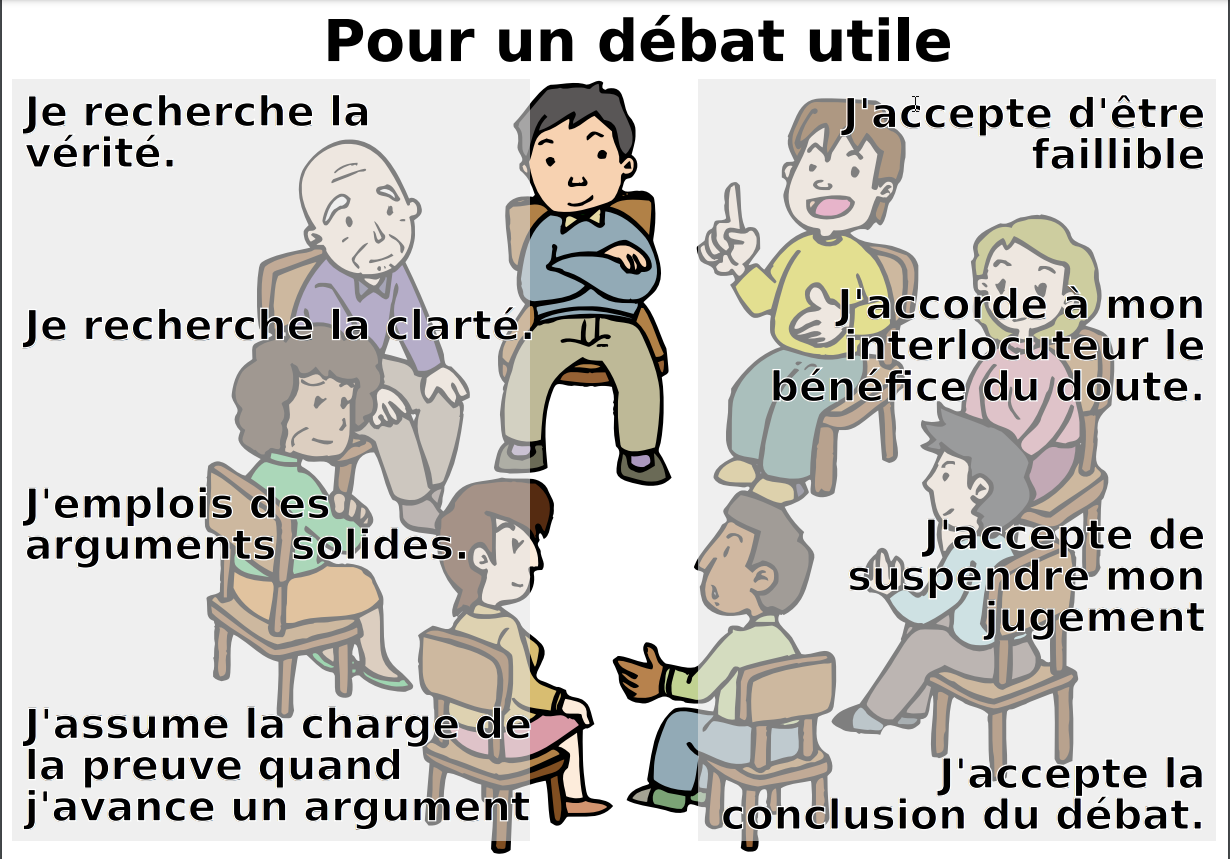 Pour un débat utile
Je recherche la
vérité.
Je recherche la clarté.
J'emplois des
arguments solides.
J'assume la charge de
la preuve quand
j'avance un argument
J'accepte d'être
faillible
J'accorde à mon
interlocuteur le
bénéfice du doute.
J'accepte de
suspendre mon
jugement
J'accepte la
conclusion du débat.